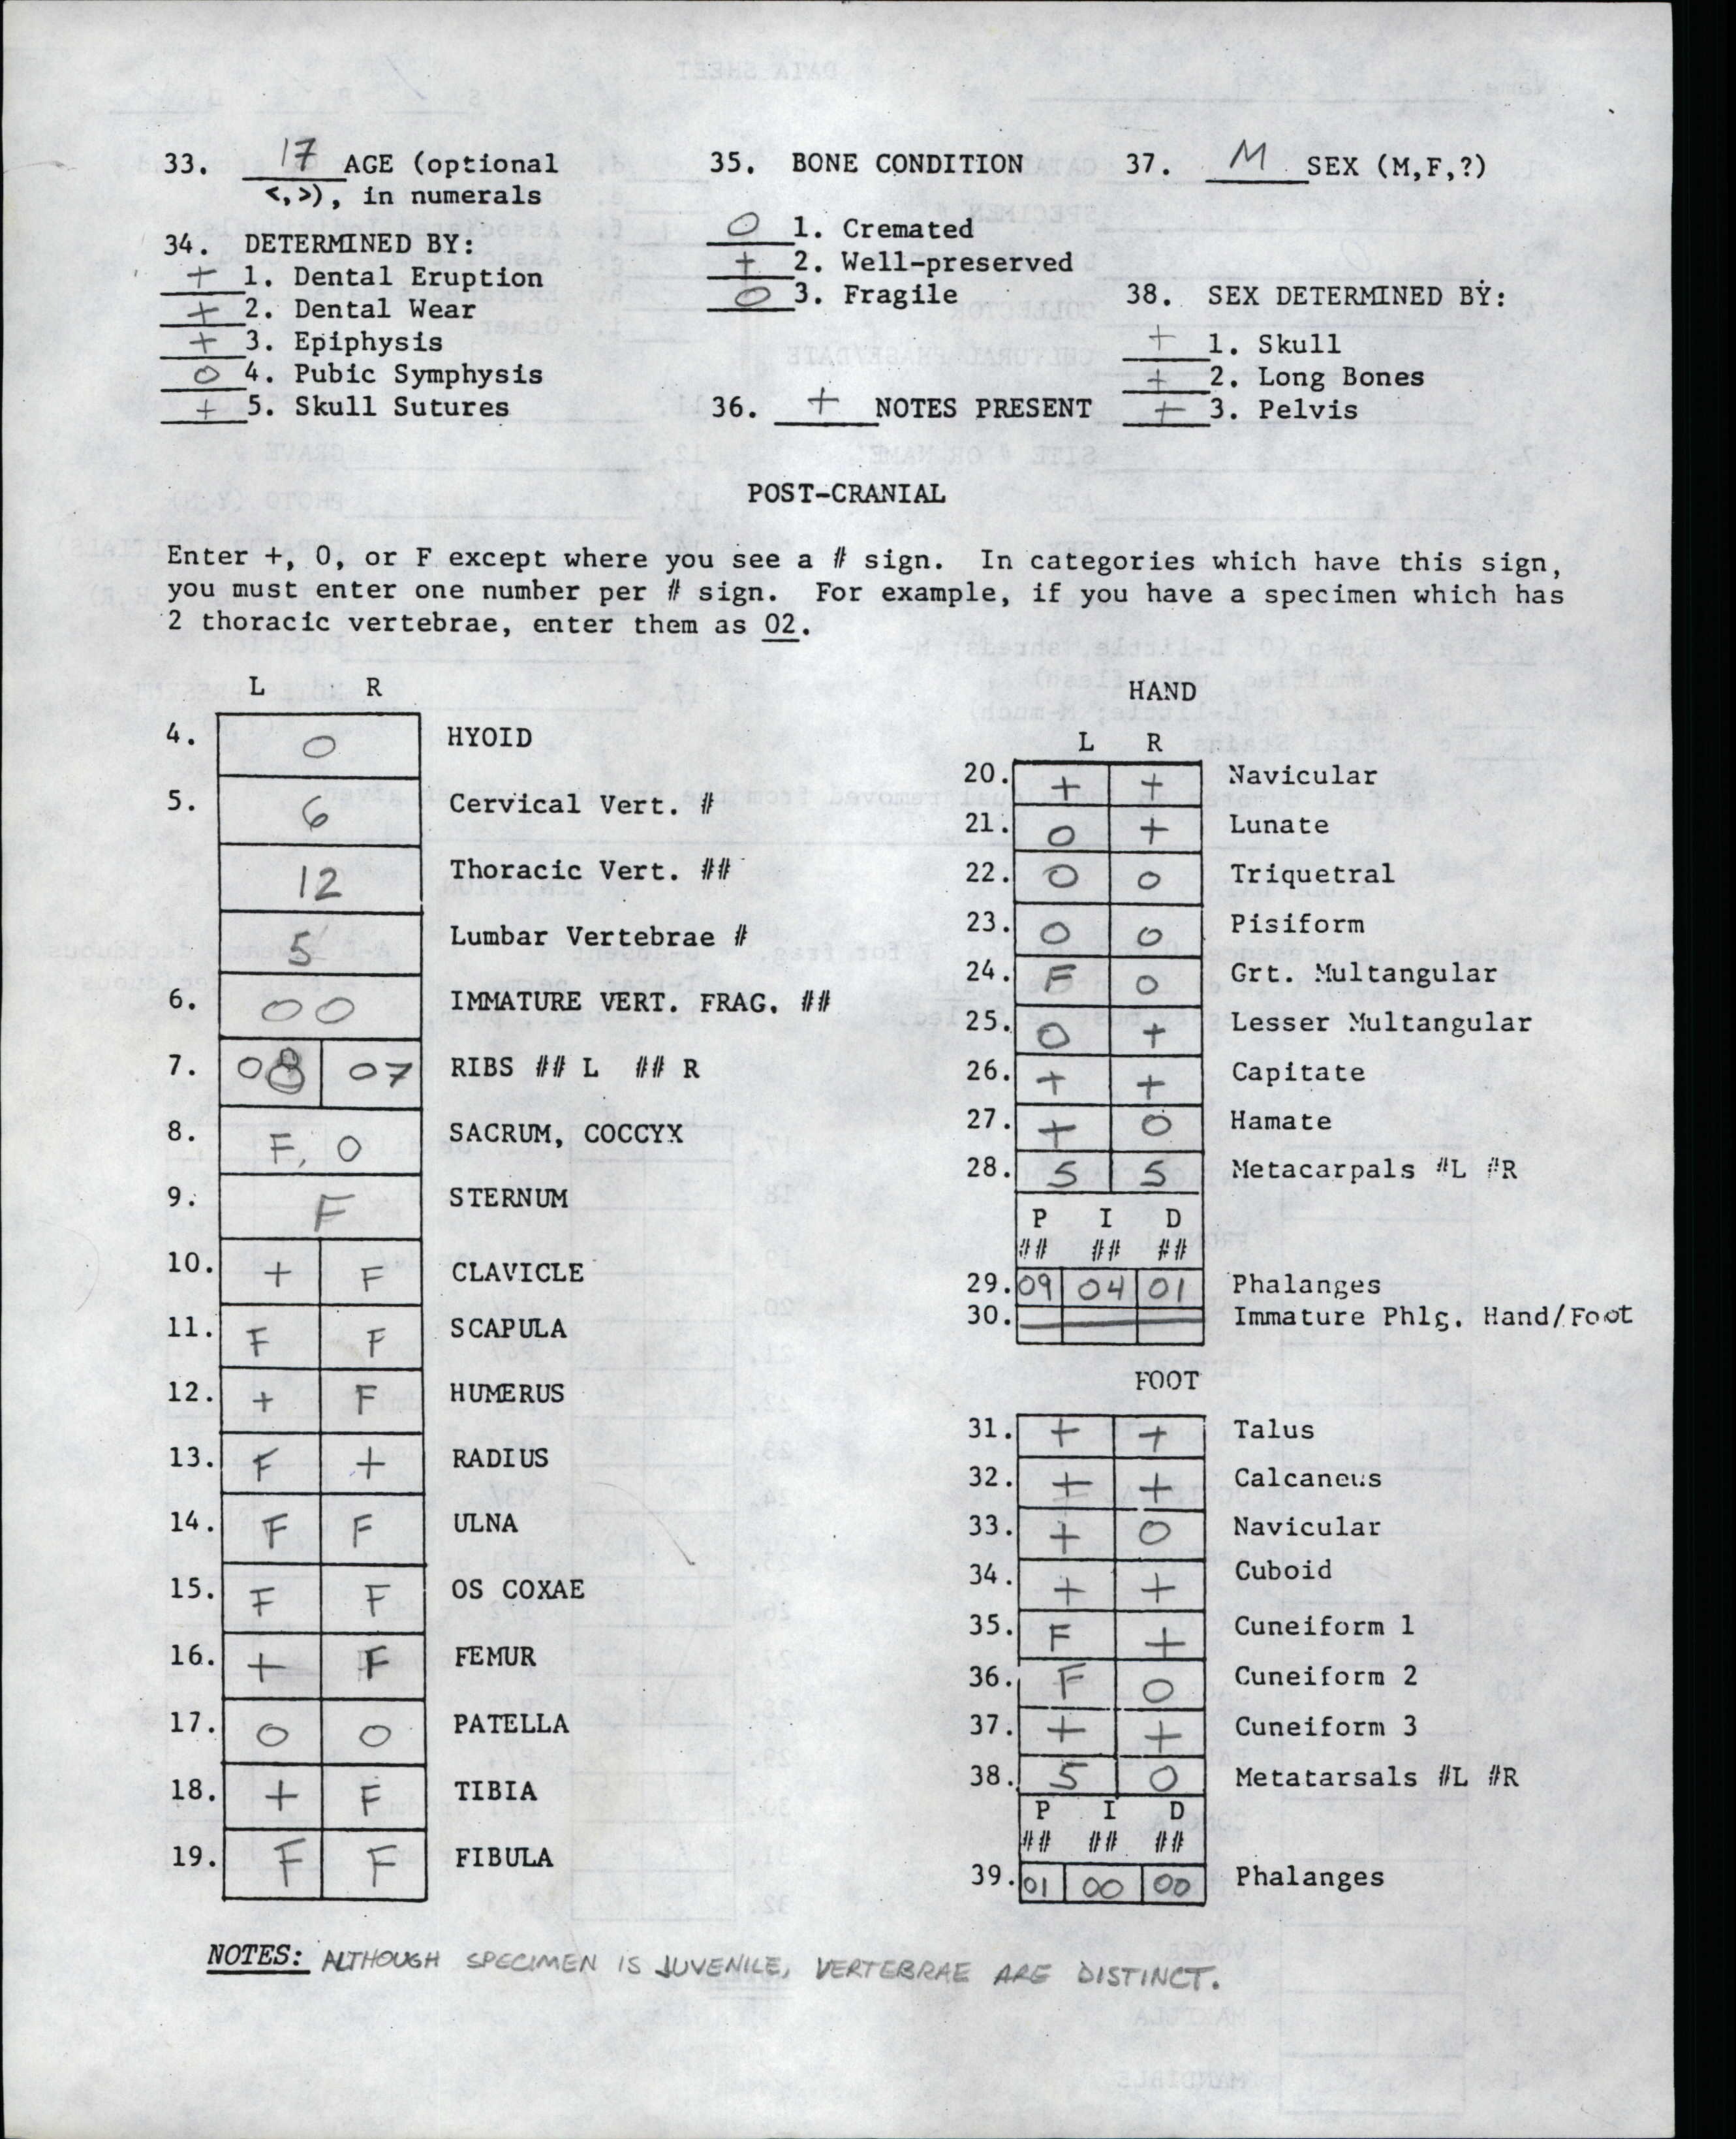 33. 17 AGE (optional
<,>), in numerals
34. DETERMINED BY:
+ 1. Dental Eruption
+ 2. Dental Wear
+ 3. Epiphysis
0 4. Pubic Symphysis
+ 5. Skull Sutures
35. BONE CONDITION
0 1. Cremated
+ 2. Well-preserved
0 3. Fragile
36. + NOTES PRESENT
37. M SEX (M,F,?)
38. SEX DETERMINED BY:
+ 1. Skull
+ 2. Long Bones
+ 3. Pelvis
POST-CRANIAL
Enter +, 0, or F except where you see a # sign. In categories which have this sign,
you must enter one number per # sign. For example, if you have a specimen which has
2 thoracic vertebrae, enter them as 02.
L R
4. 0 HYOID
5. 6 Cervical Vert. #
12 Thoracic Vert. ##
5 Lumbar Vertebrae #
6. 00 IMMATURE VERT. FRAG. ##
7. 08 07 RIBS ## L ## R
8. F, 0 SACRUM, COCCYX
9. F STERNUM
10. + F CLAVICLE
11. F F SCAPULA
12. + F HUMERUS
13. F + RADIUS
14. F F ULNA
15. F F OS COXAE
16. + F FEMUR
17. 0 0 PATELLA
18. + F TIBIA
19. F F FIBULA
HAND
L R
20. + + Navicular
21. 0 + Lunate
22. 0 0 Triquetral
23. 0 0 Pisiform
24. F 0 Grt. Multangular
25. 0 + Lesser Multangular
26. + + Capitate
27. + 0 Hamate
28. 5 5 Metacarpals #L #R
P I D
## ## ##
29. 09 04 01 Phalanges
30. Immature Phlg. Hand/Foot
FOOT
31. + + Talus
32. + + Calcaneus
33. + 0 Navicular
34. + + Cuboid
35. F + Cuneiform 1
36. F 0 Cuneiform 2
37. + + Cuneiform 3
38. 5 0 Metatarsals #L #R
P I D
## ## ##
39. 01 00 00 Phalanges
NOTES: ALTHOUGH SPECIMEN IS JUVENILE, VERTEBRAE ARE DISTINCT.